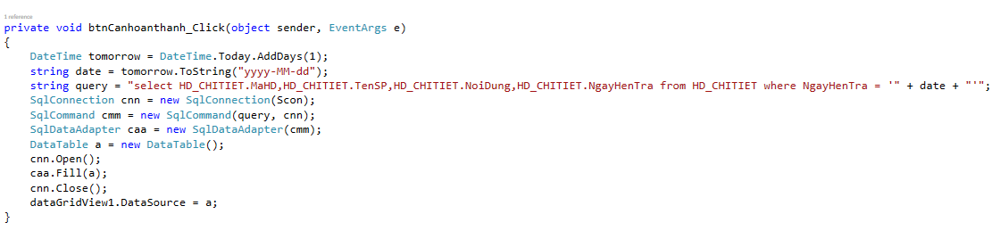 1 reference
private void btnCanhoanthanh_Click(object sender, EventArgs e)
{
DateTime tomorrow = DateTime.Today.AddDays(1);
string date = tomorrow.ToString("yyyy-MM-dd");
string query = "select HD_CHITIET.MaHD,HD_CHITIET.TenSP,HD_CHITIET.NoiDung,HD_CHITIET.NgayHenTra from HD_CHITIET where NgayHenTra = '" + date + "'";
SqlConnection cnn = new SqlConnection(Scon);
SqlCommand cmm = new SqlCommand(query, cnn);
SqlDataAdapter caa = new SqlDataAdapter(cmm);
DataTable a = new DataTable();
cnn.Open();
caa.Fill(a);
cnn.Close();
dataGridView1.DataSource = a;
}